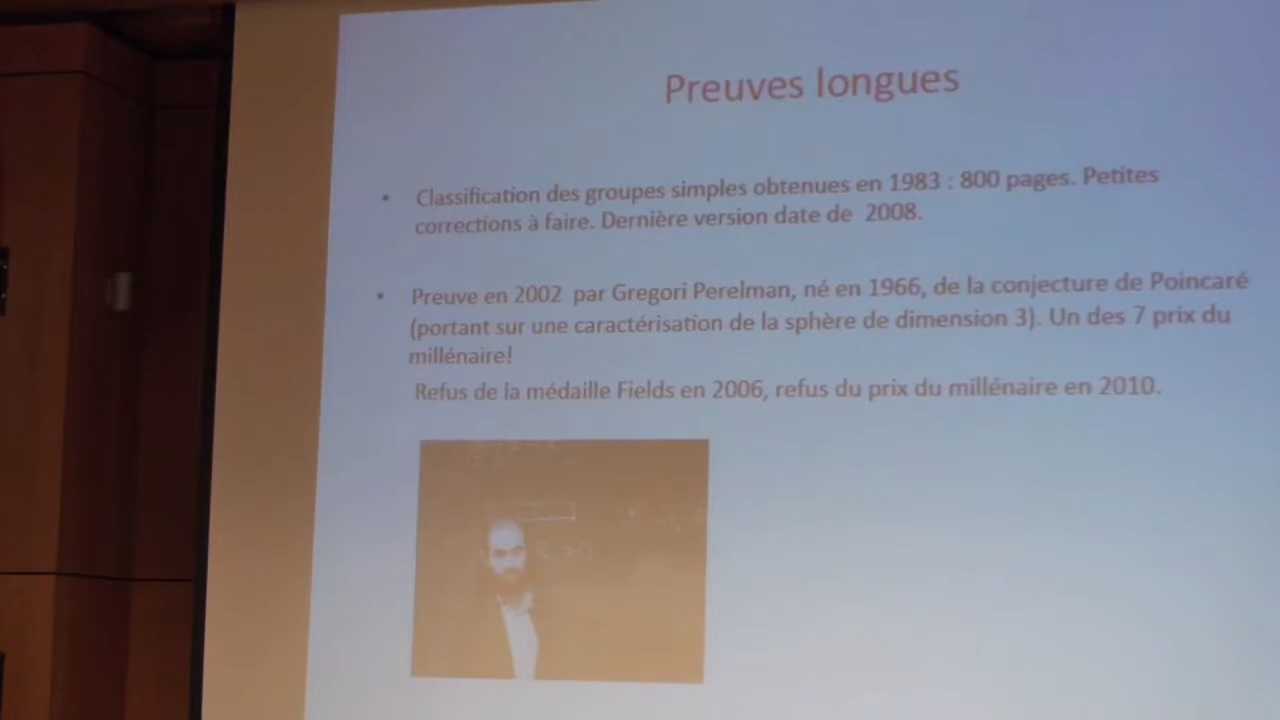 Preuves longues
• Classification des groupes simples obtenues en 1983 : 800 pages. Petites
corrections à faire. Dernière version date de 2008.
• Preuve en 2002 par Gregori Perelman, né en 1966, de la conjecture de Poincaré
(portant sur une caractérisation de la sphère de dimension 3). Un des 7 prix du
millénaire!
Refus de la médaille Fields en 2006, refus du prix du millénaire en 2010.